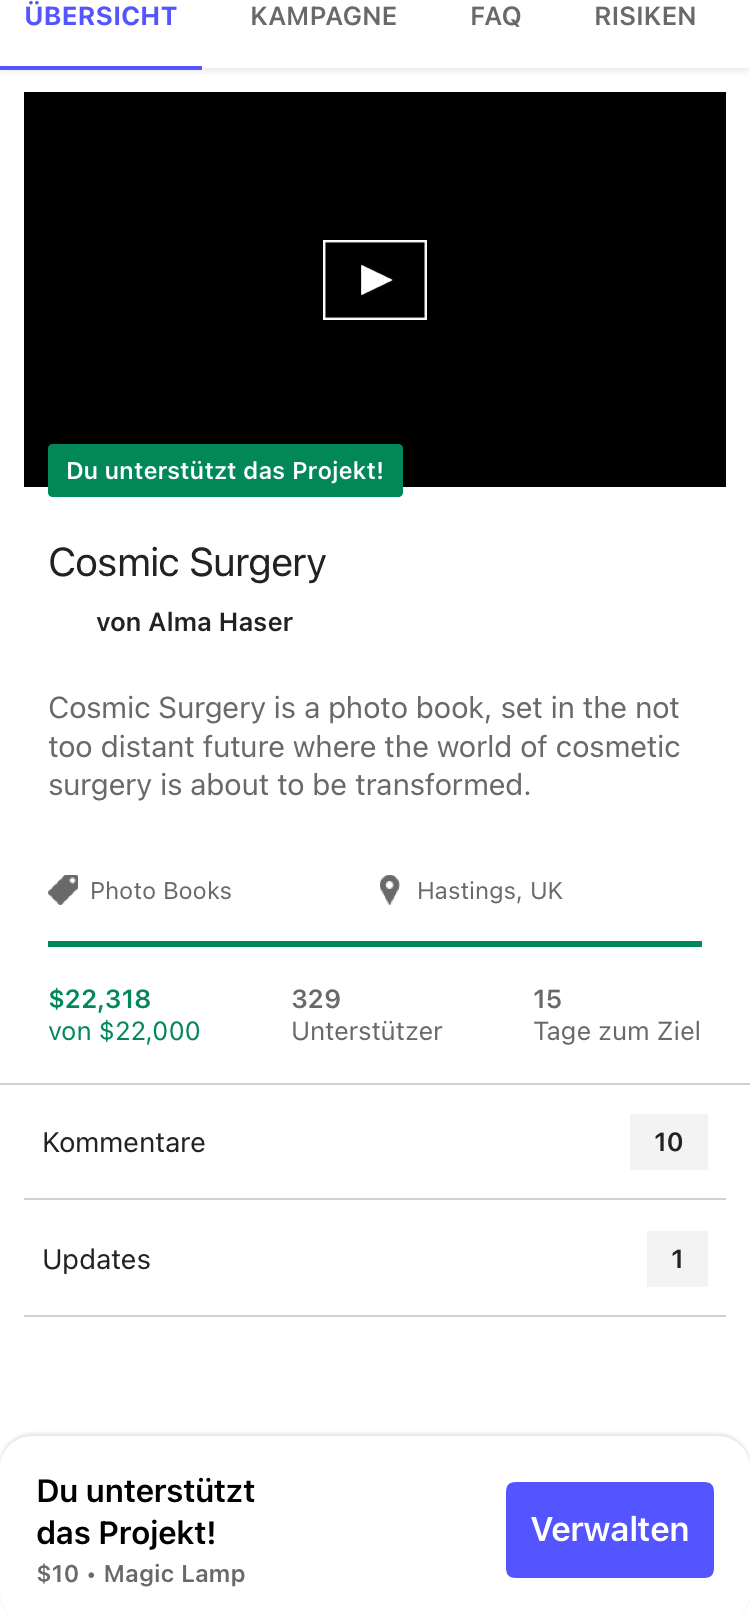 ÜBERSICHT KAMPAGNE FAQ RISIKEN
Du unterstützt das Projekt!
Cosmic Surgery
von Alma Haser
Cosmic Surgery is a photo book, set in the not
too distant future where the world of cosmetic
surgery is about to be transformed.
Photo Books Hastings, UK
$22,318 329 15
von $22,000 Unterstützer Tage zum Ziel
Kommentare 10
Updates 1
Du unterstützt
das Projekt!
$10 • Magic Lamp
Verwalten